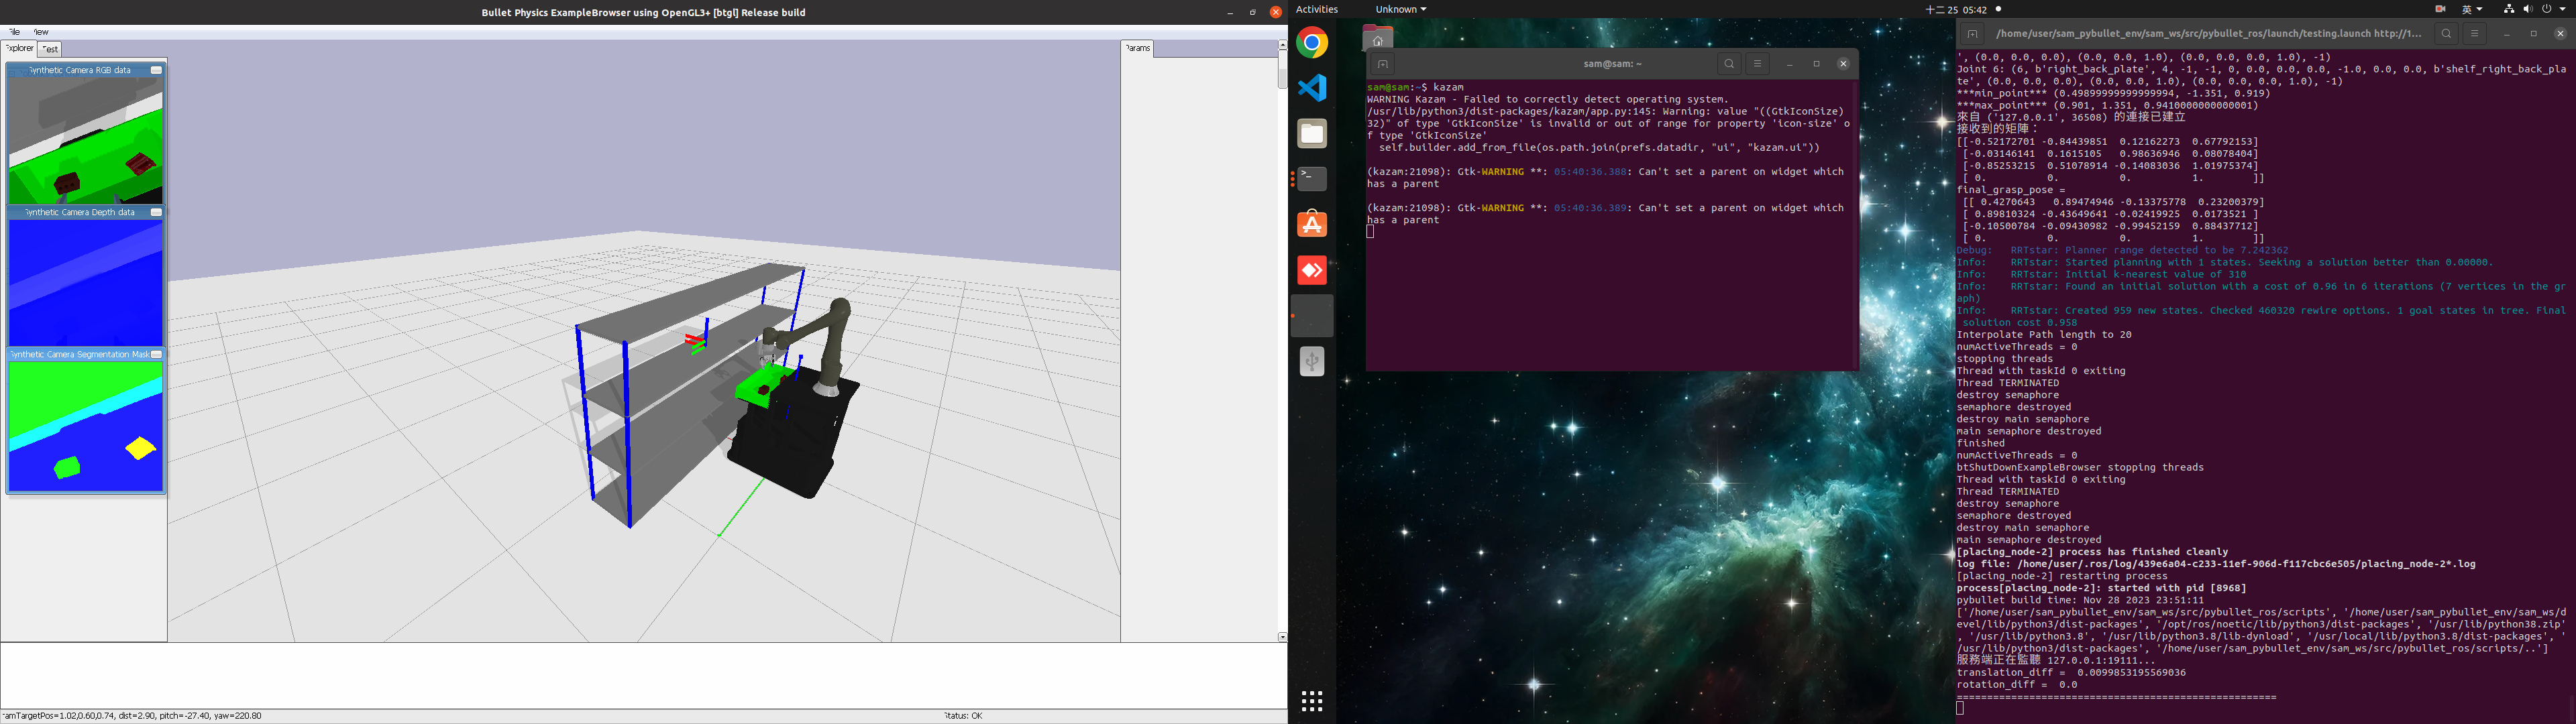 Bullet Physics ExampleBrowser using OpenGL3+ [btgl] Release build
File View
Explorer Test
Synthetic Camera RGB data
Synthetic Camera Depth data
Synthetic Camera Segmentation Mask
Params
camTargetPos=1.02,0.60,0.74, dist=2.90, pitch=-27.40, yaw=220.80
Status: OK
Activities
Unknown
十二 25 05:42
英
sam@sam: ~
sam@sam:~$ kazam
WARNING Kazam - Failed to correctly detect operating system.
/usr/lib/python3/dist-packages/kazam/app.py:145: Warning: value "((GtkIconSize)
32)" of type 'GtkIconSize' is invalid or out of range for property 'icon-size' o
f type 'GtkIconSize'
self.builder.add_from_file(os.path.join(prefs.datadir, "ui", "kazam.ui"))
(kazam:21098): Gtk-WARNING **: 05:40:36.388: Can't set a parent on widget which
has a parent
(kazam:21098): Gtk-WARNING **: 05:40:36.389: Can't set a parent on widget which
has a parent
/home/user/sam_pybullet_env/sam_ws/src/pybullet_ros/launch/testing.launch http://1...
', (0.0, 0.0, 0.0), (0.0, 0.0, 1.0), (0.0, 0.0, 0.0, 1.0), -1)
Joint 6: (6, b'right_back_plate', 4, -1, -1, 0, 0.0, 0.0, 0.0, -1.0, 0.0, 0.0, b'shelf_right_back_pla
te', (0.0, 0.0, 0.0), (0.0, 0.0, 1.0), (0.0, 0.0, 0.0, 1.0), -1)
***min_point*** (0.49899999999999994, -1.351, 0.919)
***max_point*** (0.901, 1.351, 0.9410000000000001)
來自 ('127.0.0.1', 36508) 的連接已建立
接收到的矩陣：
[[-0.52172701 -0.84439851 0.12162273 0.67792153]
[-0.03146141 0.1615105 0.98636946 0.08078404]
[-0.85253215 0.51078914 -0.14083036 1.01975374]
[ 0. 0. 0. 1. ]]
final_grasp_pose =
[[ 0.4270643 0.89474946 -0.13375778 0.23200379]
[ 0.89810324 -0.43649641 -0.02419925 0.0173521 ]
[-0.10500784 -0.09430982 -0.99452159 0.88437712]
[ 0. 0. 0. 1. ]]
Debug: RRTstar: Planner range detected to be 7.242362
Info: RRTstar: Started planning with 1 states. Seeking a solution better than 0.00000.
Info: RRTstar: Initial k-nearest value of 310
Info: RRTstar: Found an initial solution with a cost of 0.96 in 6 iterations (7 vertices in the gr
aph)
Info: RRTstar: Created 959 new states. Checked 460320 rewire options. 1 goal states in tree. Final
solution cost 0.958
Interpolate Path length to 20
numActiveThreads = 0
stopping threads
Thread with taskId 0 exiting
Thread TERMINATED
destroy semaphore
semaphore destroyed
destroy main semaphore
main semaphore destroyed
finished
numActiveThreads = 0
btShutDownExampleBrowser stopping threads
Thread with taskId 0 exiting
Thread TERMINATED
destroy semaphore
semaphore destroyed
destroy main semaphore
main semaphore destroyed
[placing_node-2] process has finished cleanly
log file: /home/user/.ros/log/439e6a04-c233-11ef-906d-f117cbc6e505/placing_node-2*.log
[placing_node-2] restarting process
process[placing_node-2]: started with pid [8968]
pybullet build time: Nov 28 2023 23:51:11
['/home/user/sam_pybullet_env/sam_ws/src/pybullet_ros/scripts', '/home/user/sam_pybullet_env/sam_ws/d
evel/lib/python3/dist-packages', '/opt/ros/noetic/lib/python3/dist-packages', '/usr/lib/python38.zip'
, '/usr/lib/python3.8', '/usr/lib/python3.8/lib-dynload', '/usr/local/lib/python3.8/dist-packages', '
/usr/lib/python3/dist-packages', '/home/user/sam_pybullet_env/sam_ws/src/pybullet_ros/scripts/..']
服務端正在監聽 127.0.0.1:19111...
translation_diff = 0.0099853195569036
rotation_diff = 0.0
=====================================================